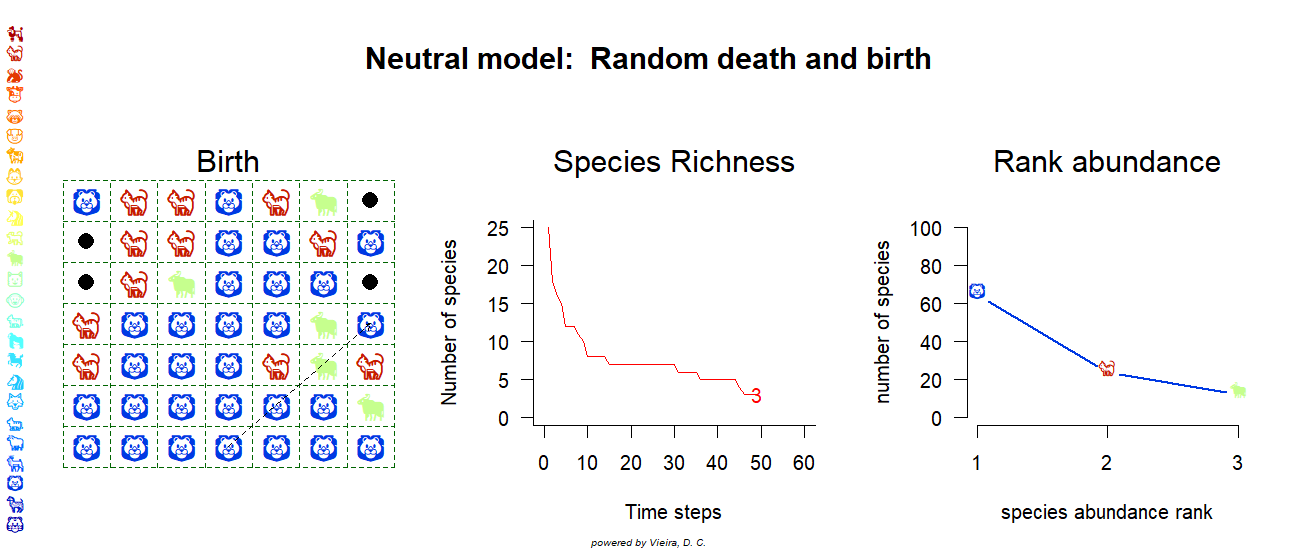 Neutral model:  Random death and birth
Birth
Species Richness
Number of species
25
20
15
10
5
0
3
0 10 20 30 40 50 60
Time steps
Rank abundance
number of species
100
80
60
40
20
0
1 2 3
species abundance rank
powered by Vieira, D. C.